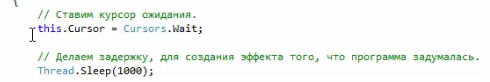 {
// Ставим курсор ожидания.
this.Cursor = Cursors.Wait;
// Делаем задержку, для создания эффекта того, что программа задумалась.
Thread.Sleep(1000);